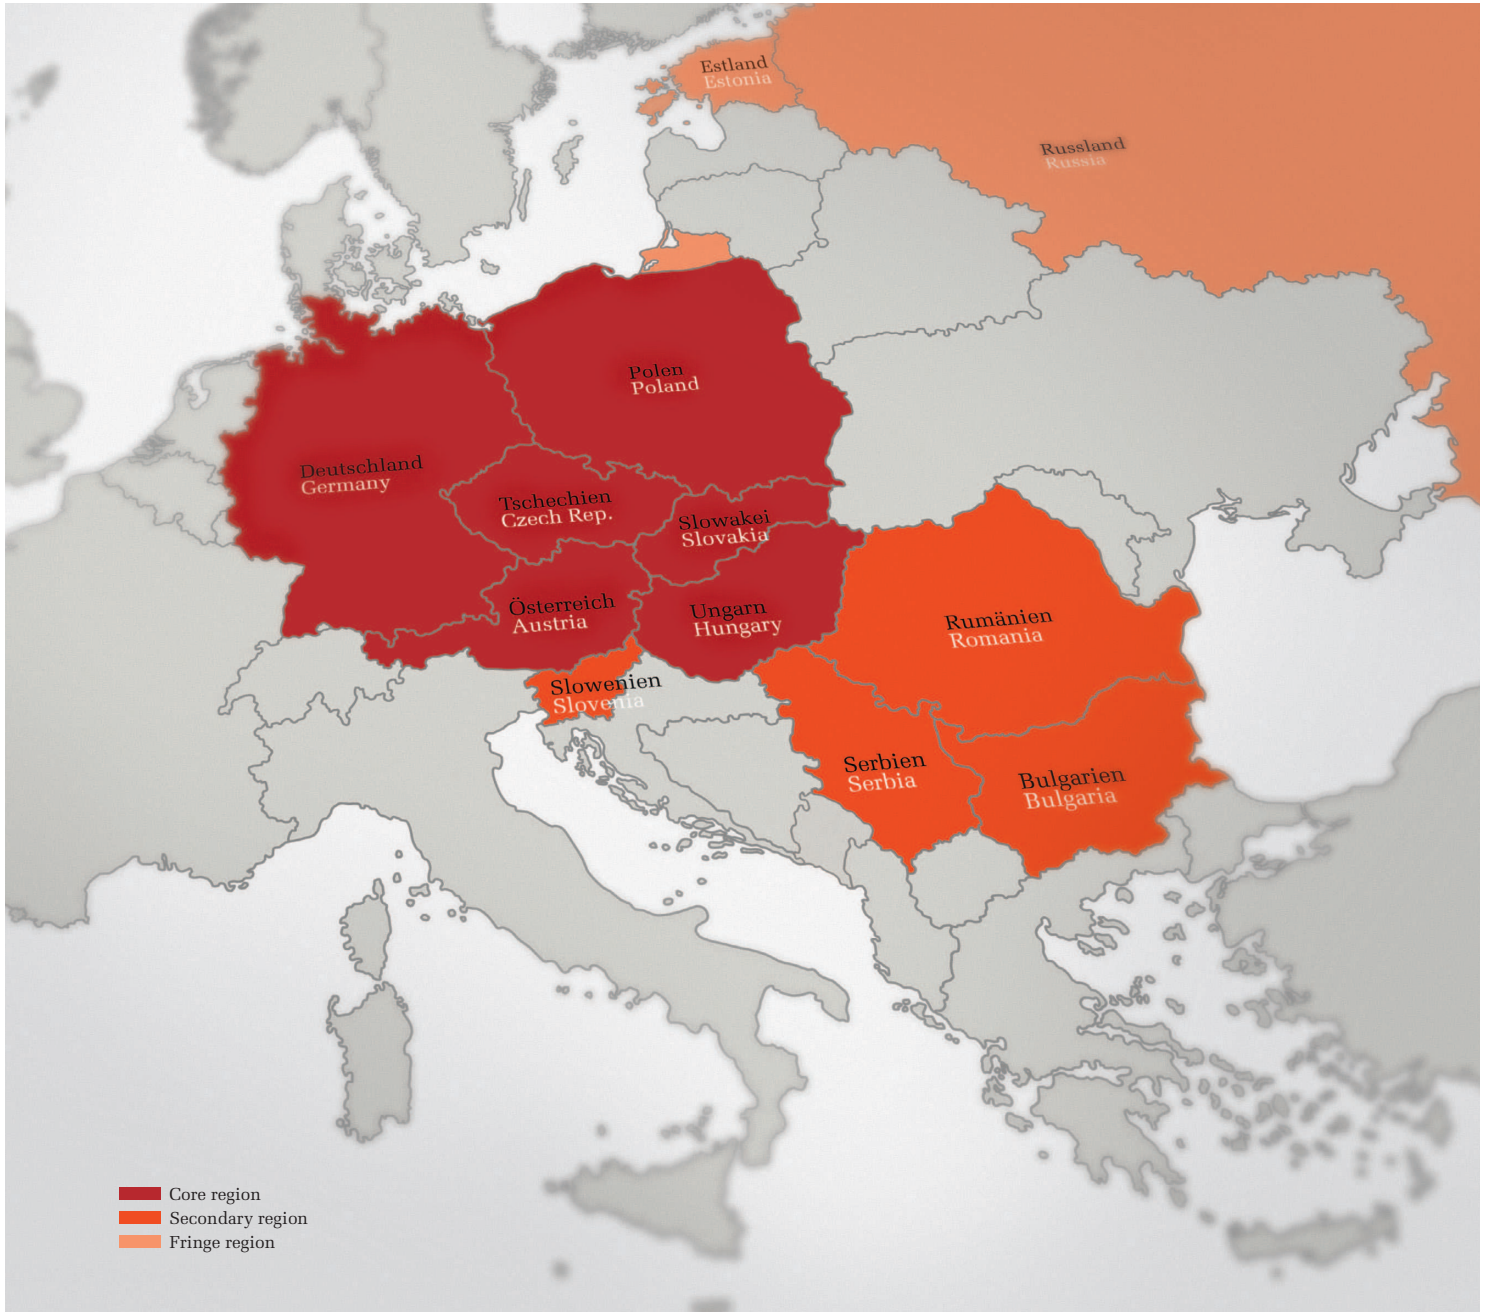 Estland
Estonia
Russland
Russia
Polen
Poland
Deutschland
Germany
Tschechien
Czech Rep.
Slowakei
Slovakia
Österreich
Austria
Ungarn
Hungary
Rumänien
Romania
Slowenien
Slovenia
Serbien
Serbia
Bulgarien
Bulgaria
Core region
Secondary region
Fringe region